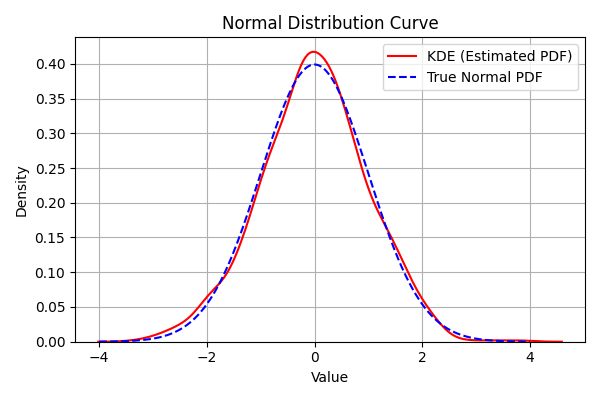 Normal Distribution Curve
KDE (Estimated PDF)
True Normal PDF
0.40
0.35
0.30
0.25
0.20
0.15
0.10
0.05
0.00
Density
−4
−2
0
2
4
Value